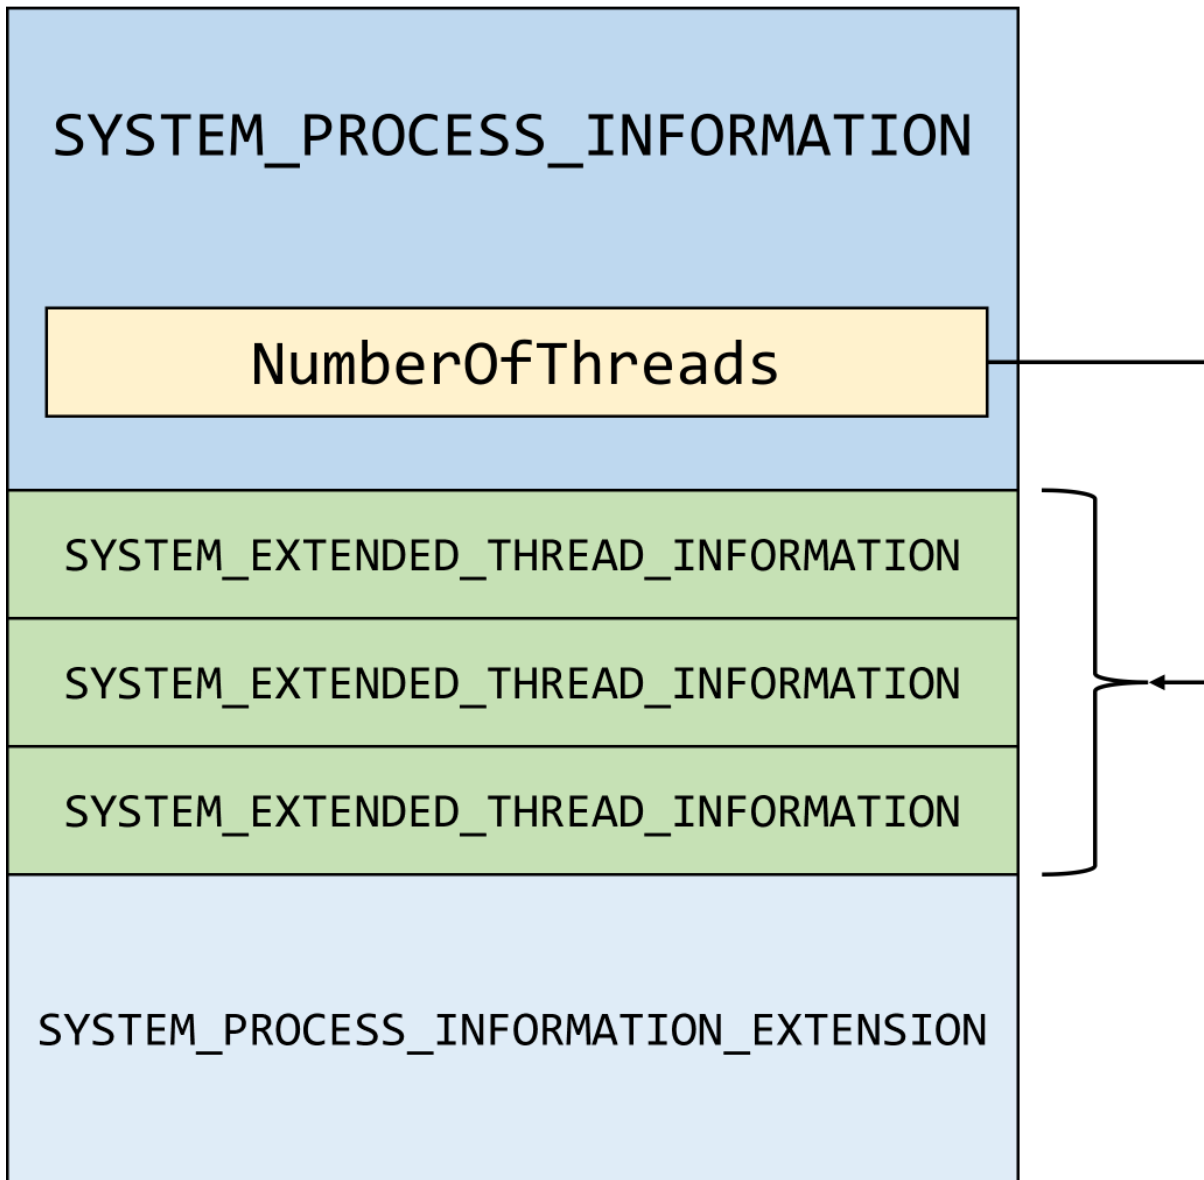 SYSTEM_PROCESS_INFORMATION
NumberOfThreads
SYSTEM_EXTENDED_THREAD_INFORMATION
SYSTEM_EXTENDED_THREAD_INFORMATION
SYSTEM_EXTENDED_THREAD_INFORMATION
SYSTEM_PROCESS_INFORMATION_EXTENSION